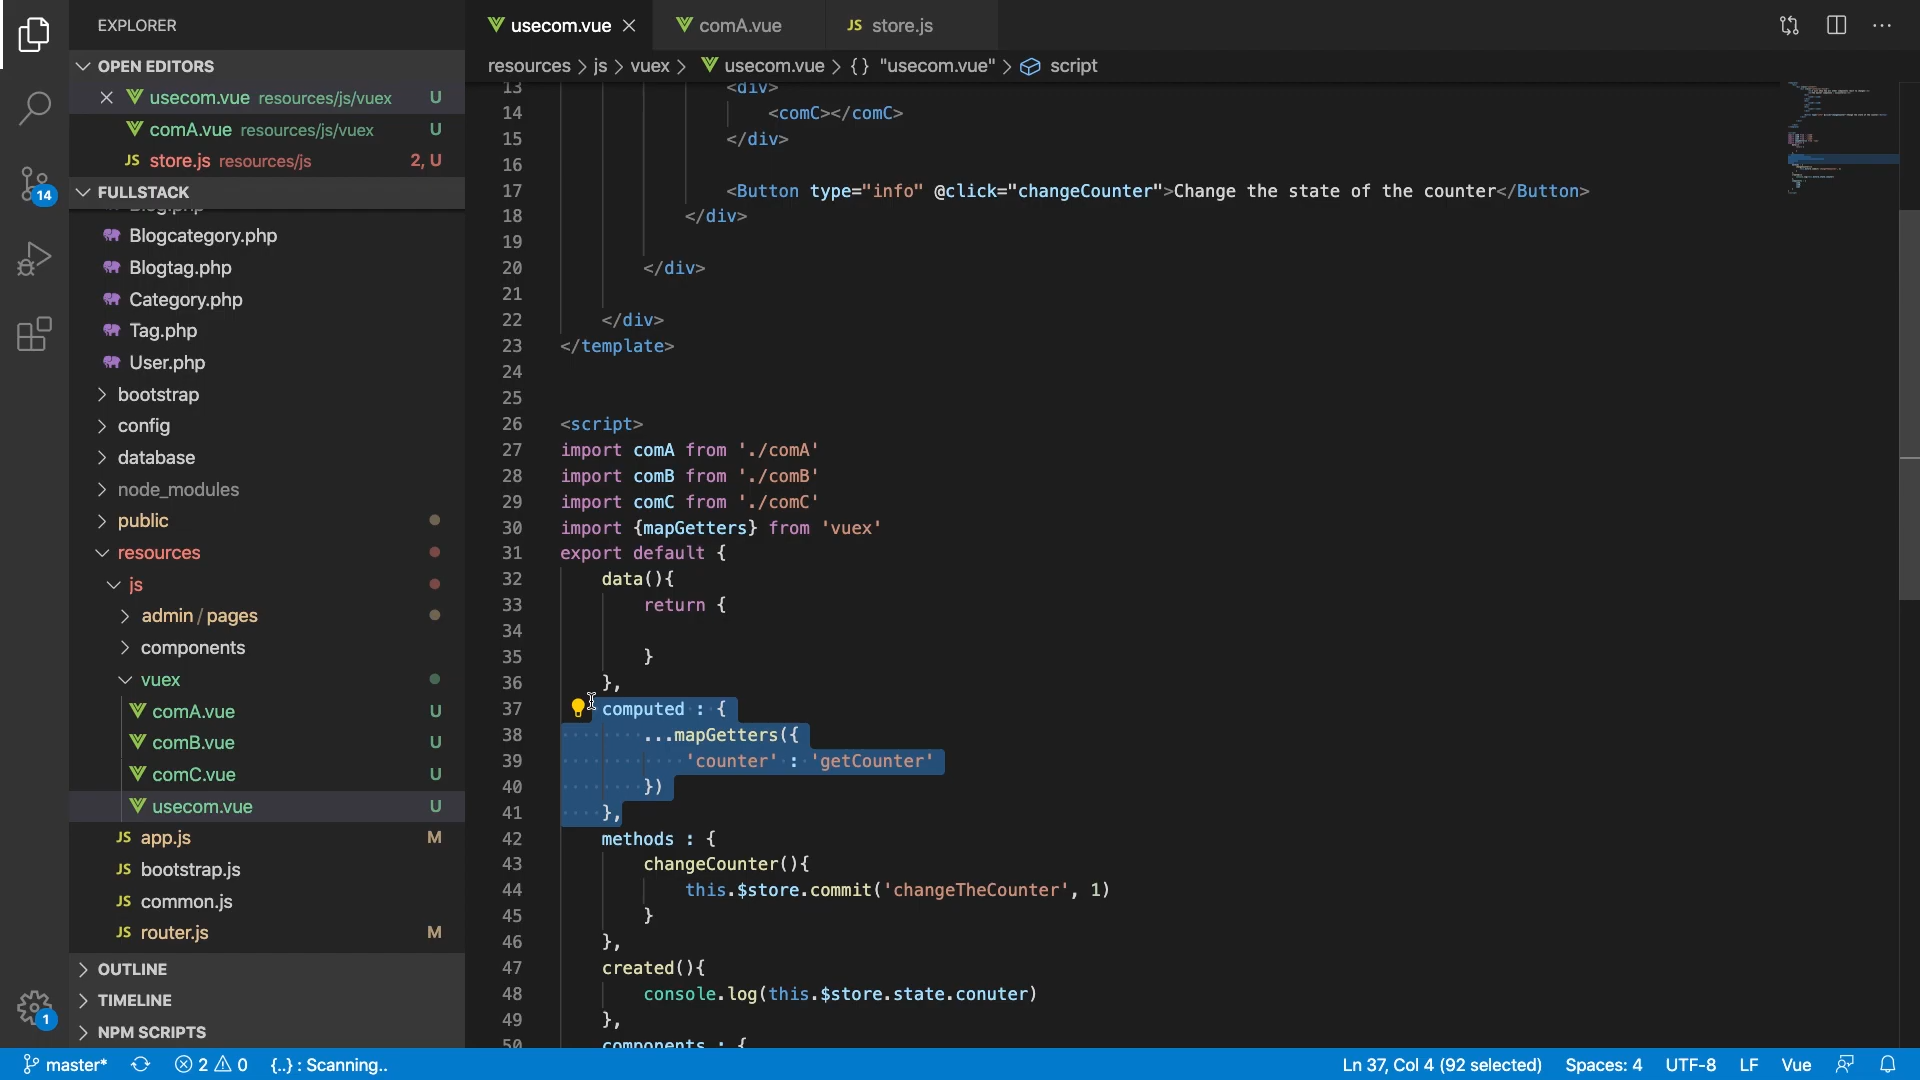 EXPLORER
OPEN EDITORS
usecom.vue resources/js/vuex U
comA.vue resources/js/vuex U
store.js resources/js 2, U
FULLSTACK
Blog.php
Blogcategory.php
Blogtag.php
Category.php
Tag.php
User.php
bootstrap
config
database
node_modules
public
resources
js
admin / pages
components
vuex
comA.vue U
comB.vue U
comC.vue U
usecom.vue U
app.js M
bootstrap.js
common.js
router.js M
OUTLINE
TIMELINE
NPM SCRIPTS
14
1
usecom.vue comA.vue store.js
resources > js > vuex > usecom.vue > {} "usecom.vue" > script
13 <div>
14 <comC></comC>
15 </div>
16
17 <Button type="info" @click="changeCounter">Change the state of the counter</Button>
18 </div>
19
20 </div>
21
22 </div>
23 </template>
24
25
26 <script>
27 import comA from './comA'
28 import comB from './comB'
29 import comC from './comC'
30 import {mapGetters} from 'vuex'
31 export default {
32 data(){
33 return {
34
35 }
36 },
37 computed : {
38 ...mapGetters({
39 'counter' : 'getCounter'
40 })
41 },
42 methods : {
43 changeCounter(){
44 this.$store.commit('changeTheCounter', 1)
45 }
46 },
47 created(){
48 console.log(this.$store.state.conuter)
49 },
50 components : {
master* 2 0 {..} : Scanning.. Ln 37, Col 4 (92 selected) Spaces: 4 UTF-8 LF Vue